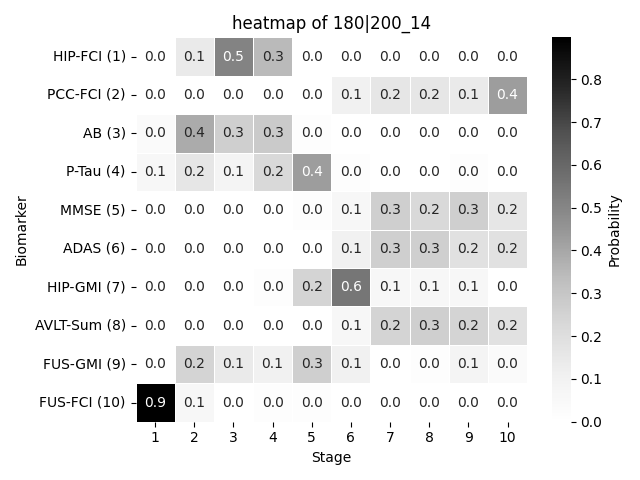 heatmap of 180|200_14
HIP-FCI (1) 0.0 0.1 0.5 0.3 0.0 0.0 0.0 0.0 0.0 0.0
PCC-FCI (2) 0.0 0.0 0.0 0.0 0.0 0.1 0.2 0.2 0.1 0.4
AB (3) 0.0 0.4 0.3 0.3 0.0 0.0 0.0 0.0 0.0 0.0
P-Tau (4) 0.1 0.2 0.1 0.2 0.4 0.0 0.0 0.0 0.0 0.0
MMSE (5) 0.0 0.0 0.0 0.0 0.0 0.1 0.3 0.2 0.3 0.2
ADAS (6) 0.0 0.0 0.0 0.0 0.0 0.1 0.3 0.3 0.2 0.2
HIP-GMI (7) 0.0 0.0 0.0 0.0 0.2 0.6 0.1 0.1 0.1 0.0
AVLT-Sum (8) 0.0 0.0 0.0 0.0 0.0 0.1 0.2 0.3 0.2 0.2
FUS-GMI (9) 0.0 0.2 0.1 0.1 0.3 0.1 0.0 0.0 0.1 0.0
FUS-FCI (10) 0.9 0.1 0.0 0.0 0.0 0.0 0.0 0.0 0.0 0.0
1 2 3 4 5 6 7 8 9 10
Stage
Biomarker
0.8
0.7
0.6
0.5
0.4
0.3
0.2
0.1
0.0
Probability